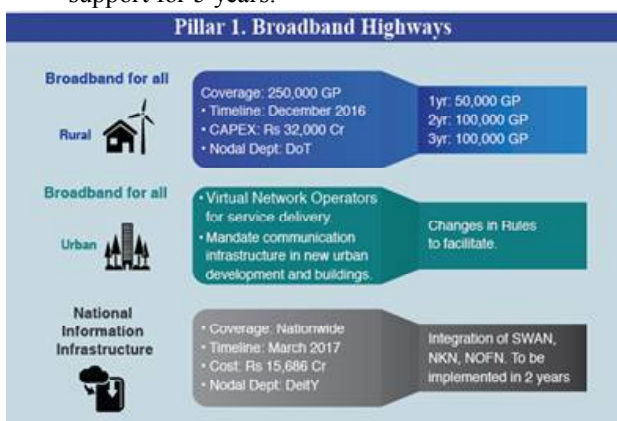 support for 5 years.
Pillar 1. Broadband Highways
Broadband for all
Rural
Coverage: 250,000 GP
• Timeline: December 2016
• CAPEX: Rs 32,000 Cr
• Nodal Dept: DoT
1yr: 50,000 GP
2yr: 100,000 GP
3yr: 100,000 GP
Broadband for all
Urban
• Virtual Network Operators
for service delivery.
• Mandate communication
infrastructure in new urban
development and buildings.
Changes in Rules
to facilitate.
National
Information
Infrastructure
• Coverage: Nationwide
• Timeline: March 2017
• Cost: Rs 15,686 Cr
• Nodal Dept: DeitY
Integration of SWAN,
NKN, NOFN. To be
implemented in 2 years